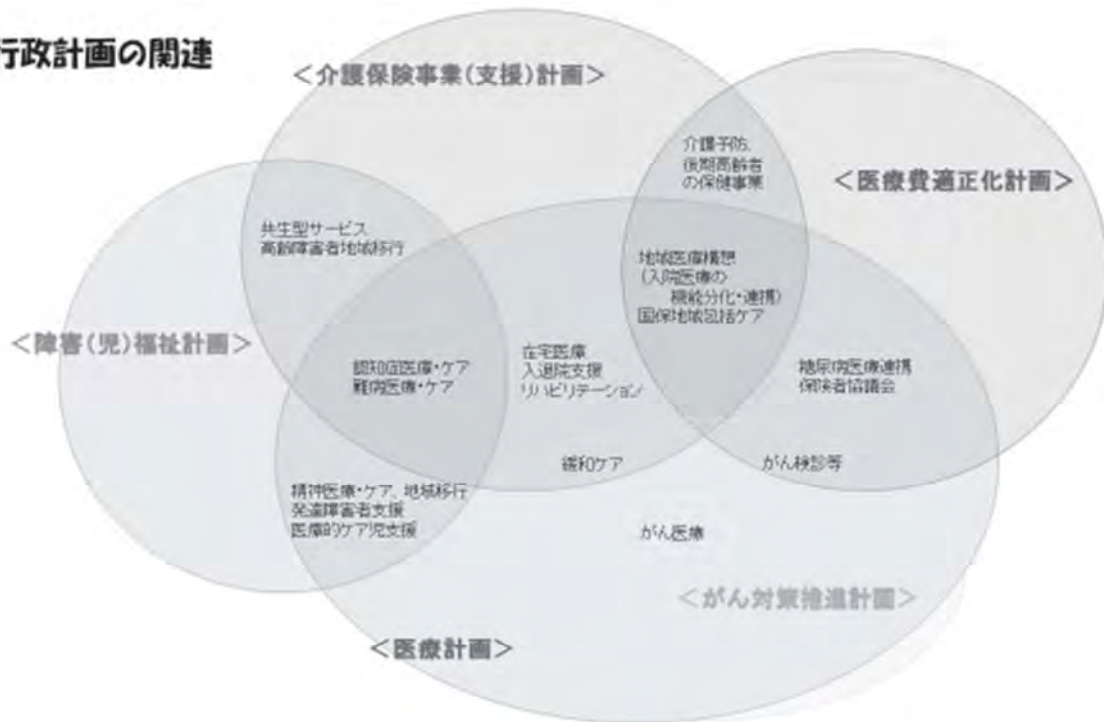 行政計画の関連
＜介護保険事業(支援)計画＞
介護予防、
後期高齢者
の保健事業
＜医療費適正化計画＞
共生型サービス
高齢障害者地域移行
地域医療構想
(入院医療の
機能分化・連携)
国保地域包括ケア
＜障害(児)福祉計画＞
認知症医療・ケア
難病医療・ケア
在宅医療
入退院支援
リハビリテーション
糖尿病医療連携
保険者協議会
緩和ケア
がん検診等
精神医療・ケア、地域移行
発達障害者支援
医療的ケア児支援
がん医療
＜がん対策推進計画＞
＜医療計画＞